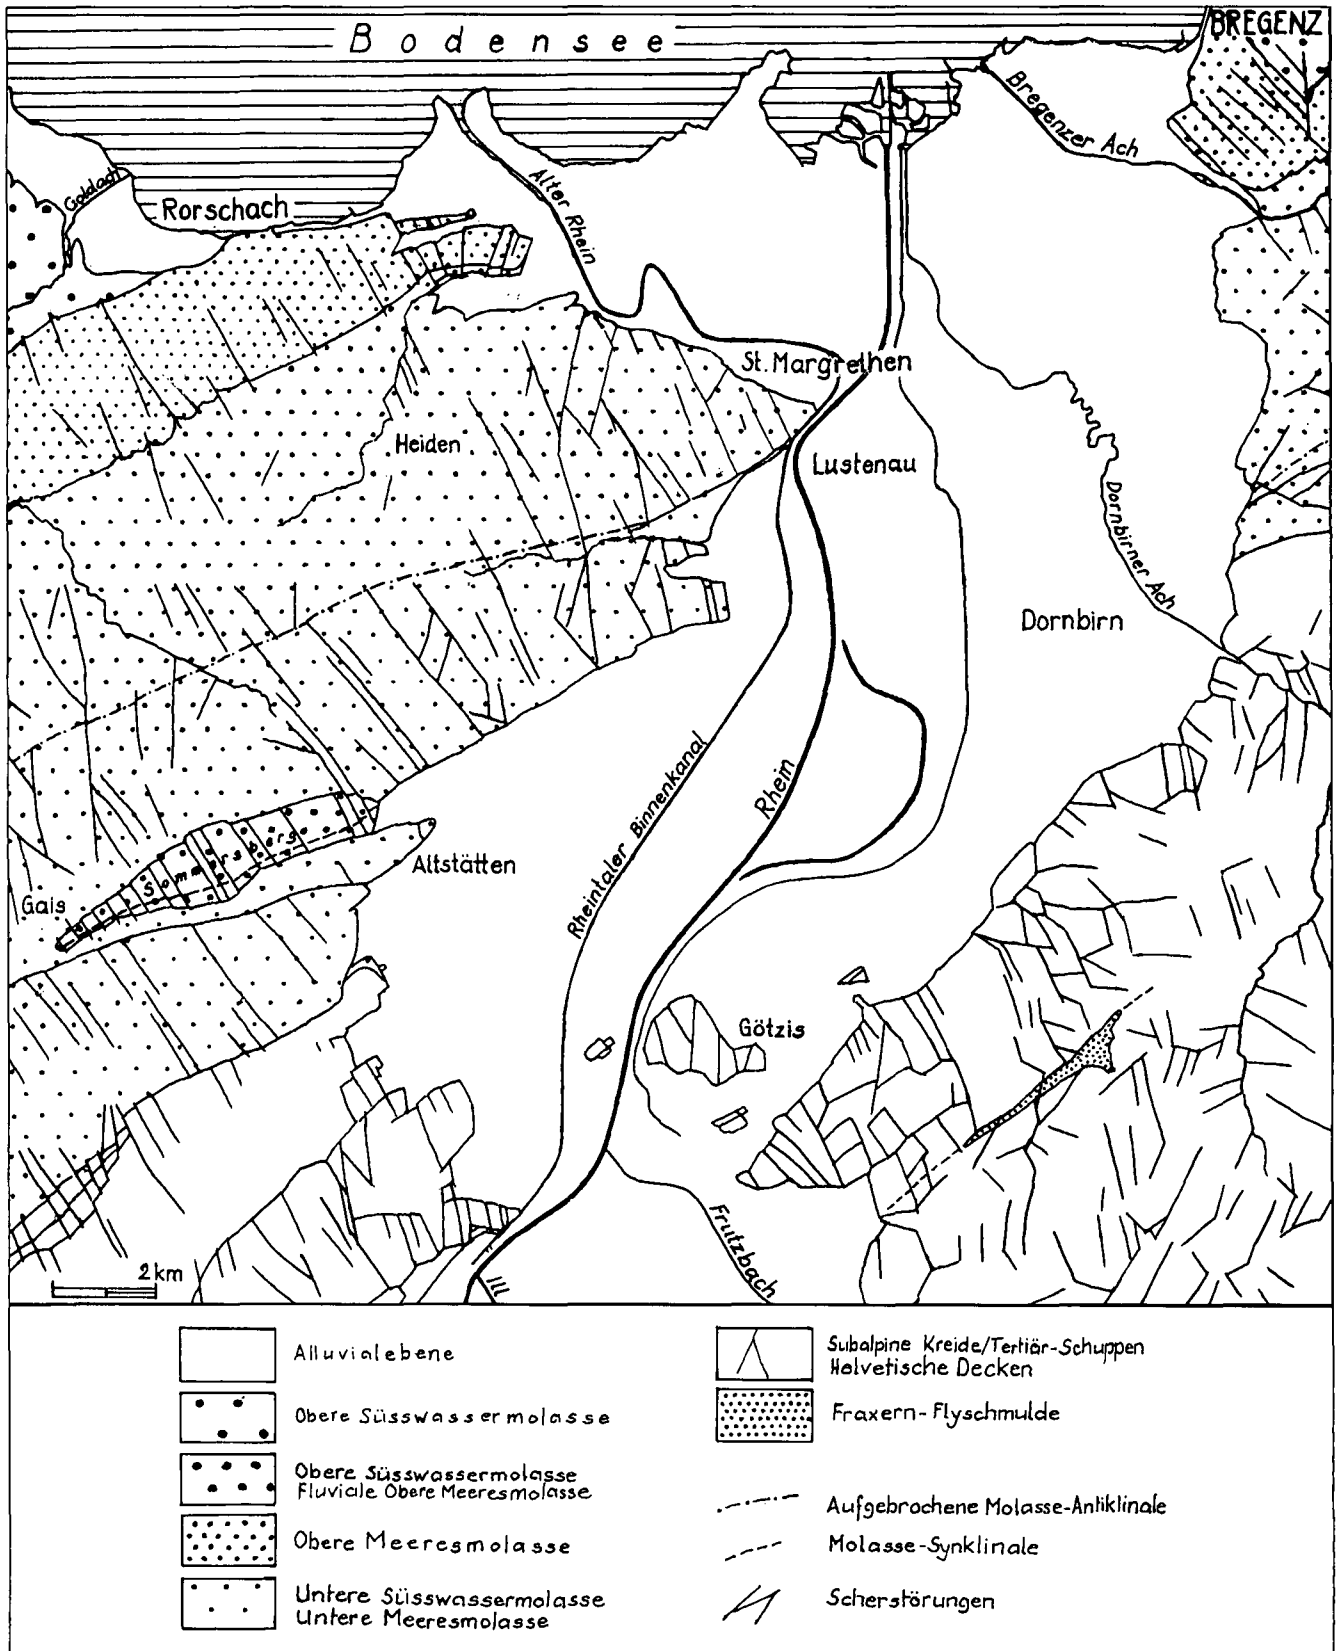 Bodensee
BREGENZ
Bregenzer Ach
Goldach
Rorschach
Alter Rhein
St. Margrethen
Heiden
Lustenau
Dornbirner Ach
Dornbirn
Rheintaler Binnenkanal
Rhein
Sommersberg
Altstätten
Gais
Götzis
Frutzbach
2 km
Ill
Alluvialebene
Obere Süsswassermolasse
Obere Süsswassermolasse
Fluviale Obere Meeresmolasse
Obere Meeresmolasse
Untere Süsswassermolasse
Untere Meeresmolasse
Subalpine Kreide/Tertiär-Schuppen
Helvetische Decken
Fraxern-Flyschmulde
Aufgebrochene Molasse-Antiklinale
Molasse-Synklinale
Scherstörungen